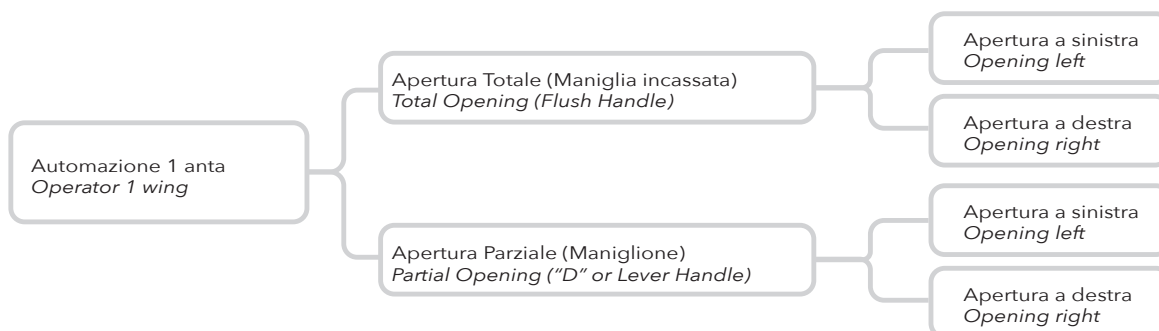 Automazione 1 anta
Operator 1 wing
Apertura Totale (Maniglia incassata)
Total Opening (Flush Handle)
Apertura a sinistra
Opening left
Apertura a destra
Opening right
Apertura Parziale (Maniglione)
Partial Opening (“D” or Lever Handle)
Apertura a sinistra
Opening left
Apertura a destra
Opening right